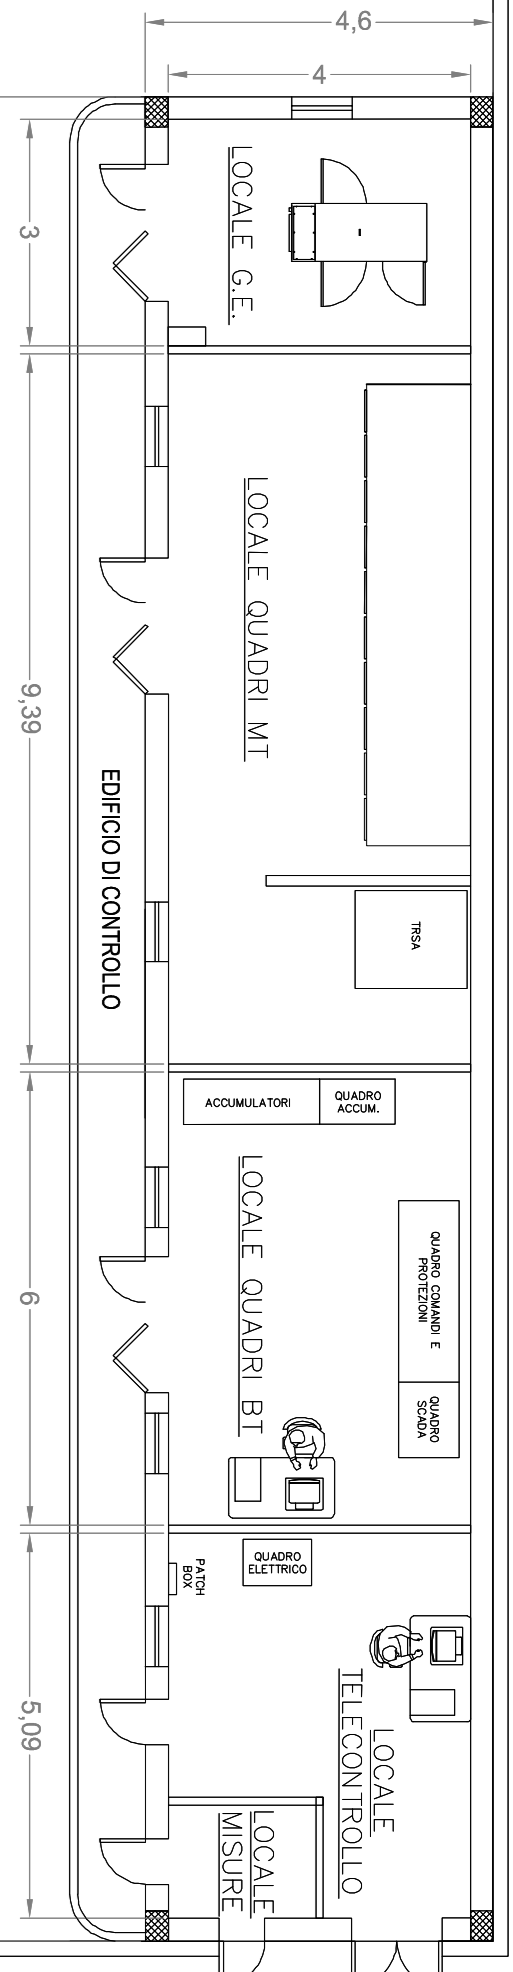 4,6
4
3
LOCALE G.E.
9,39
LOCALE QUADRI MT
EDIFICIO DI CONTROLLO
TRSA
ACCUMULATORI
QUADRO
ACCUM.
6
LOCALE QUADRI BT
QUADRO COMANDI E
PROTEZIONI
QUADRO
SCADA
QUADRO
ELETTRICO
PATCH
BOX
5,09
LOCALE
TELECONTROLLO
LOCALE
MISURE